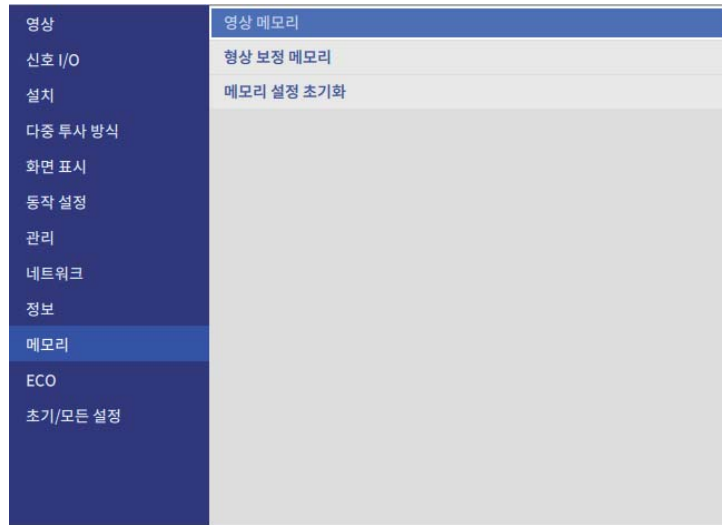 영상
신호 I/O
설치
다중 투사 방식
화면 표시
동작 설정
관리
네트워크
정보
메모리
ECO
초기/모든 설정
영상 메모리
형상 보정 메모리
메모리 설정 초기화